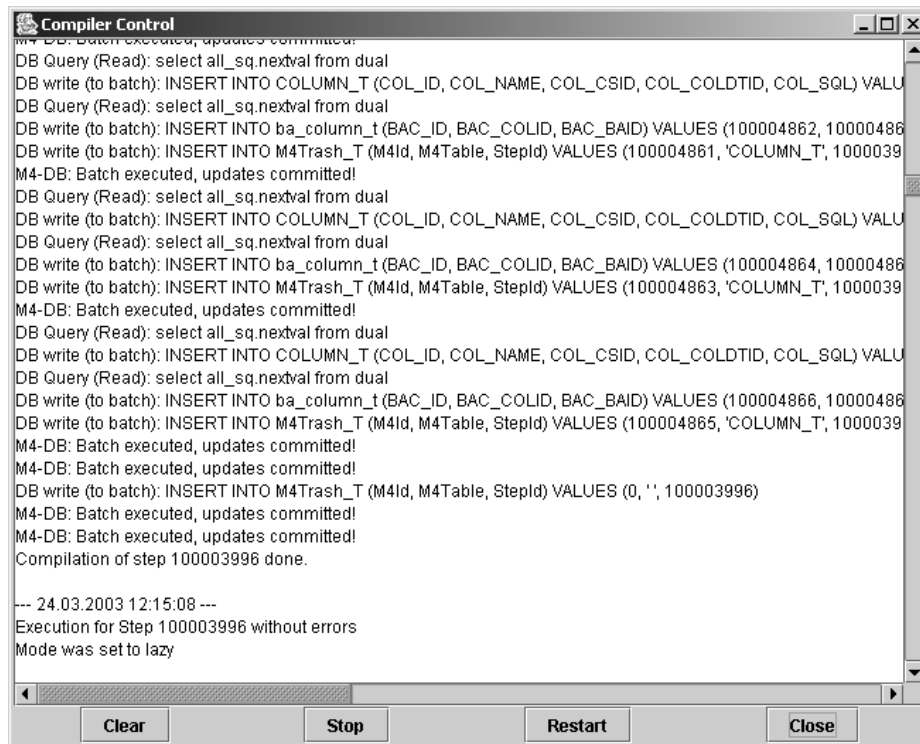 Compiler Control
M4-DB: Batch executed, updates committed!
DB Query (Read): select all_sq.nextval from dual
DB write (to batch): INSERT INTO COLUMN_T (COL_ID, COL_NAME, COL_CSID, COL_COLDTID, COL_SQL) VALU
DB Query (Read): select all_sq.nextval from dual
DB write (to batch): INSERT INTO ba_column_t (BAC_ID, BAC_COLID, BAC_BAID) VALUES (100004862, 10000486
DB write (to batch): INSERT INTO M4Trash_T (M4Id, M4Table, StepId) VALUES (100004861, 'COLUMN_T', 1000039
M4-DB: Batch executed, updates committed!
DB Query (Read): select all_sq.nextval from dual
DB write (to batch): INSERT INTO COLUMN_T (COL_ID, COL_NAME, COL_CSID, COL_COLDTID, COL_SQL) VALU
DB Query (Read): select all_sq.nextval from dual
DB write (to batch): INSERT INTO ba_column_t (BAC_ID, BAC_COLID, BAC_BAID) VALUES (100004864, 10000486
DB write (to batch): INSERT INTO M4Trash_T (M4Id, M4Table, StepId) VALUES (100004863, 'COLUMN_T', 1000039
M4-DB: Batch executed, updates committed!
DB Query (Read): select all_sq.nextval from dual
DB write (to batch): INSERT INTO COLUMN_T (COL_ID, COL_NAME, COL_CSID, COL_COLDTID, COL_SQL) VALU
DB Query (Read): select all_sq.nextval from dual
DB write (to batch): INSERT INTO ba_column_t (BAC_ID, BAC_COLID, BAC_BAID) VALUES (100004866, 10000486
DB write (to batch): INSERT INTO M4Trash_T (M4Id, M4Table, StepId) VALUES (100004865, 'COLUMN_T', 1000039
M4-DB: Batch executed, updates committed!
M4-DB: Batch executed, updates committed!
DB write (to batch): INSERT INTO M4Trash_T (M4Id, M4Table, StepId) VALUES (0, ' ', 100003996)
M4-DB: Batch executed, updates committed!
M4-DB: Batch executed, updates committed!
Compilation of step 100003996 done.
--- 24.03.2003 12:15:08 ---
Execution for Step 100003996 without errors
Mode was set to lazy
Clear Stop Restart Close